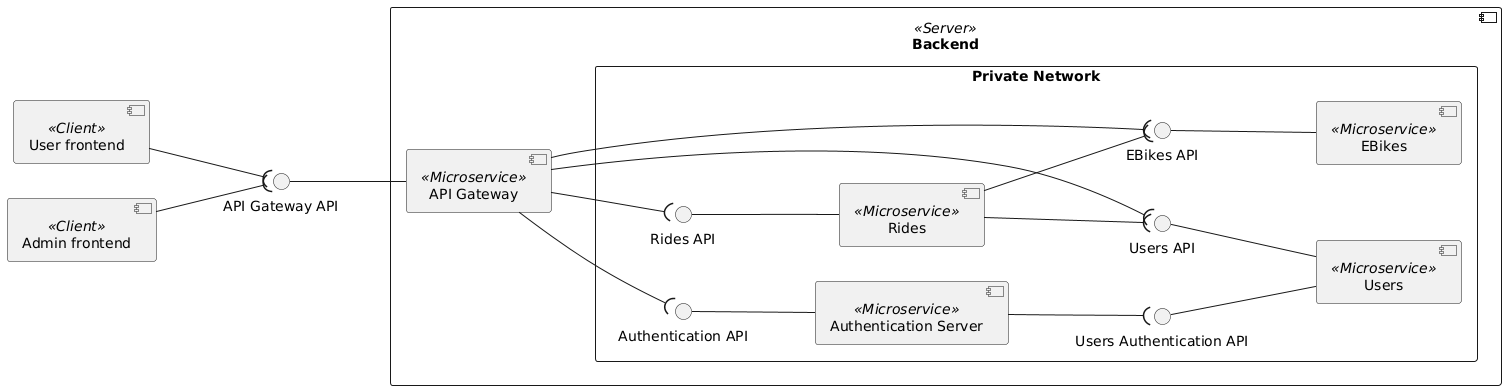 «Server»
Backend
Private Network
«Client»
User frontend
«Client»
Admin frontend
API Gateway API
«Microservice»
API Gateway
Rides API
Authentication API
«Microservice»
Rides
«Microservice»
Authentication Server
EBikes API
Users API
Users Authentication API
«Microservice»
EBikes
«Microservice»
Users